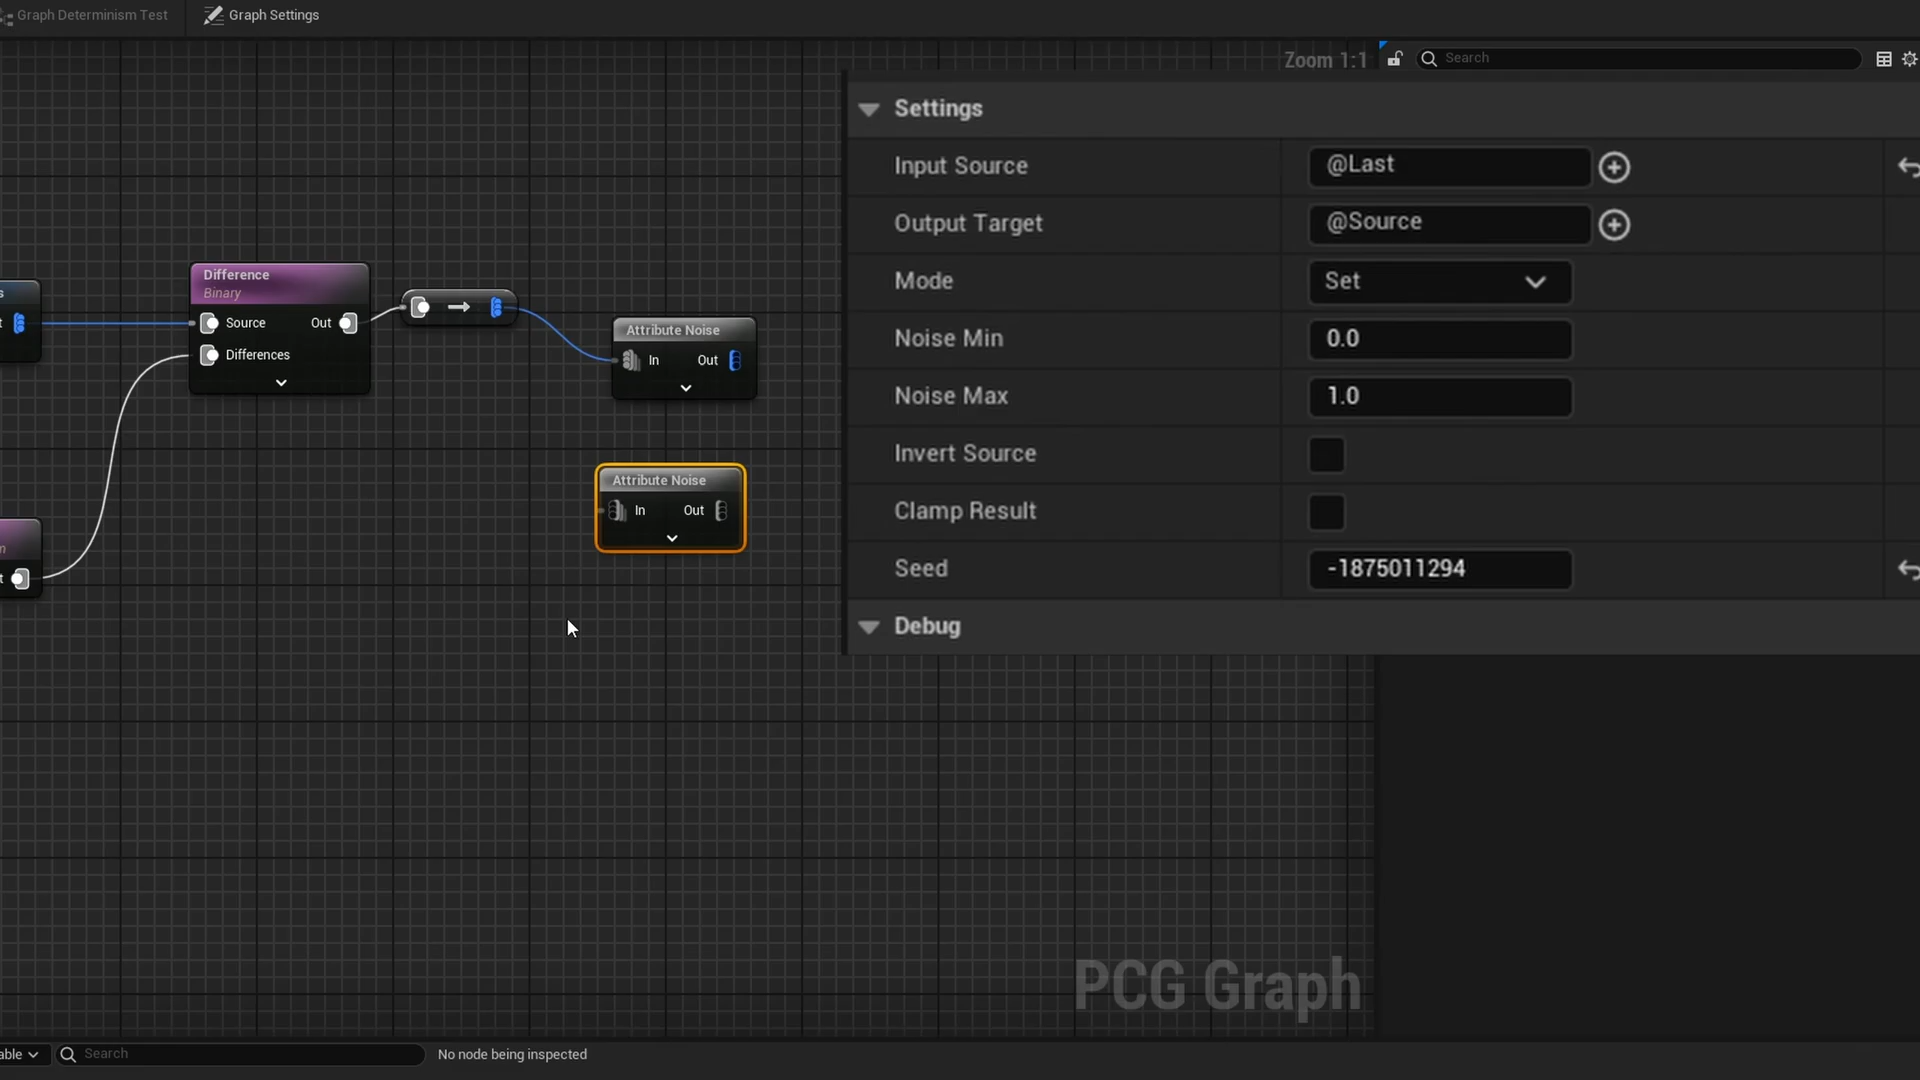 Graph Determinism Test
Graph Settings
Zoom 1:1
Search
Settings
Input Source
@Last
Output Target
@Source
Mode
Set
Noise Min
0.0
Noise Max
1.0
Invert Source
Clamp Result
Seed
-1875011294
Debug
Difference
Binary
Source
Out
Differences
Attribute Noise
In
Out
Attribute Noise
In
Out
PCG Graph
Search
No node being inspected